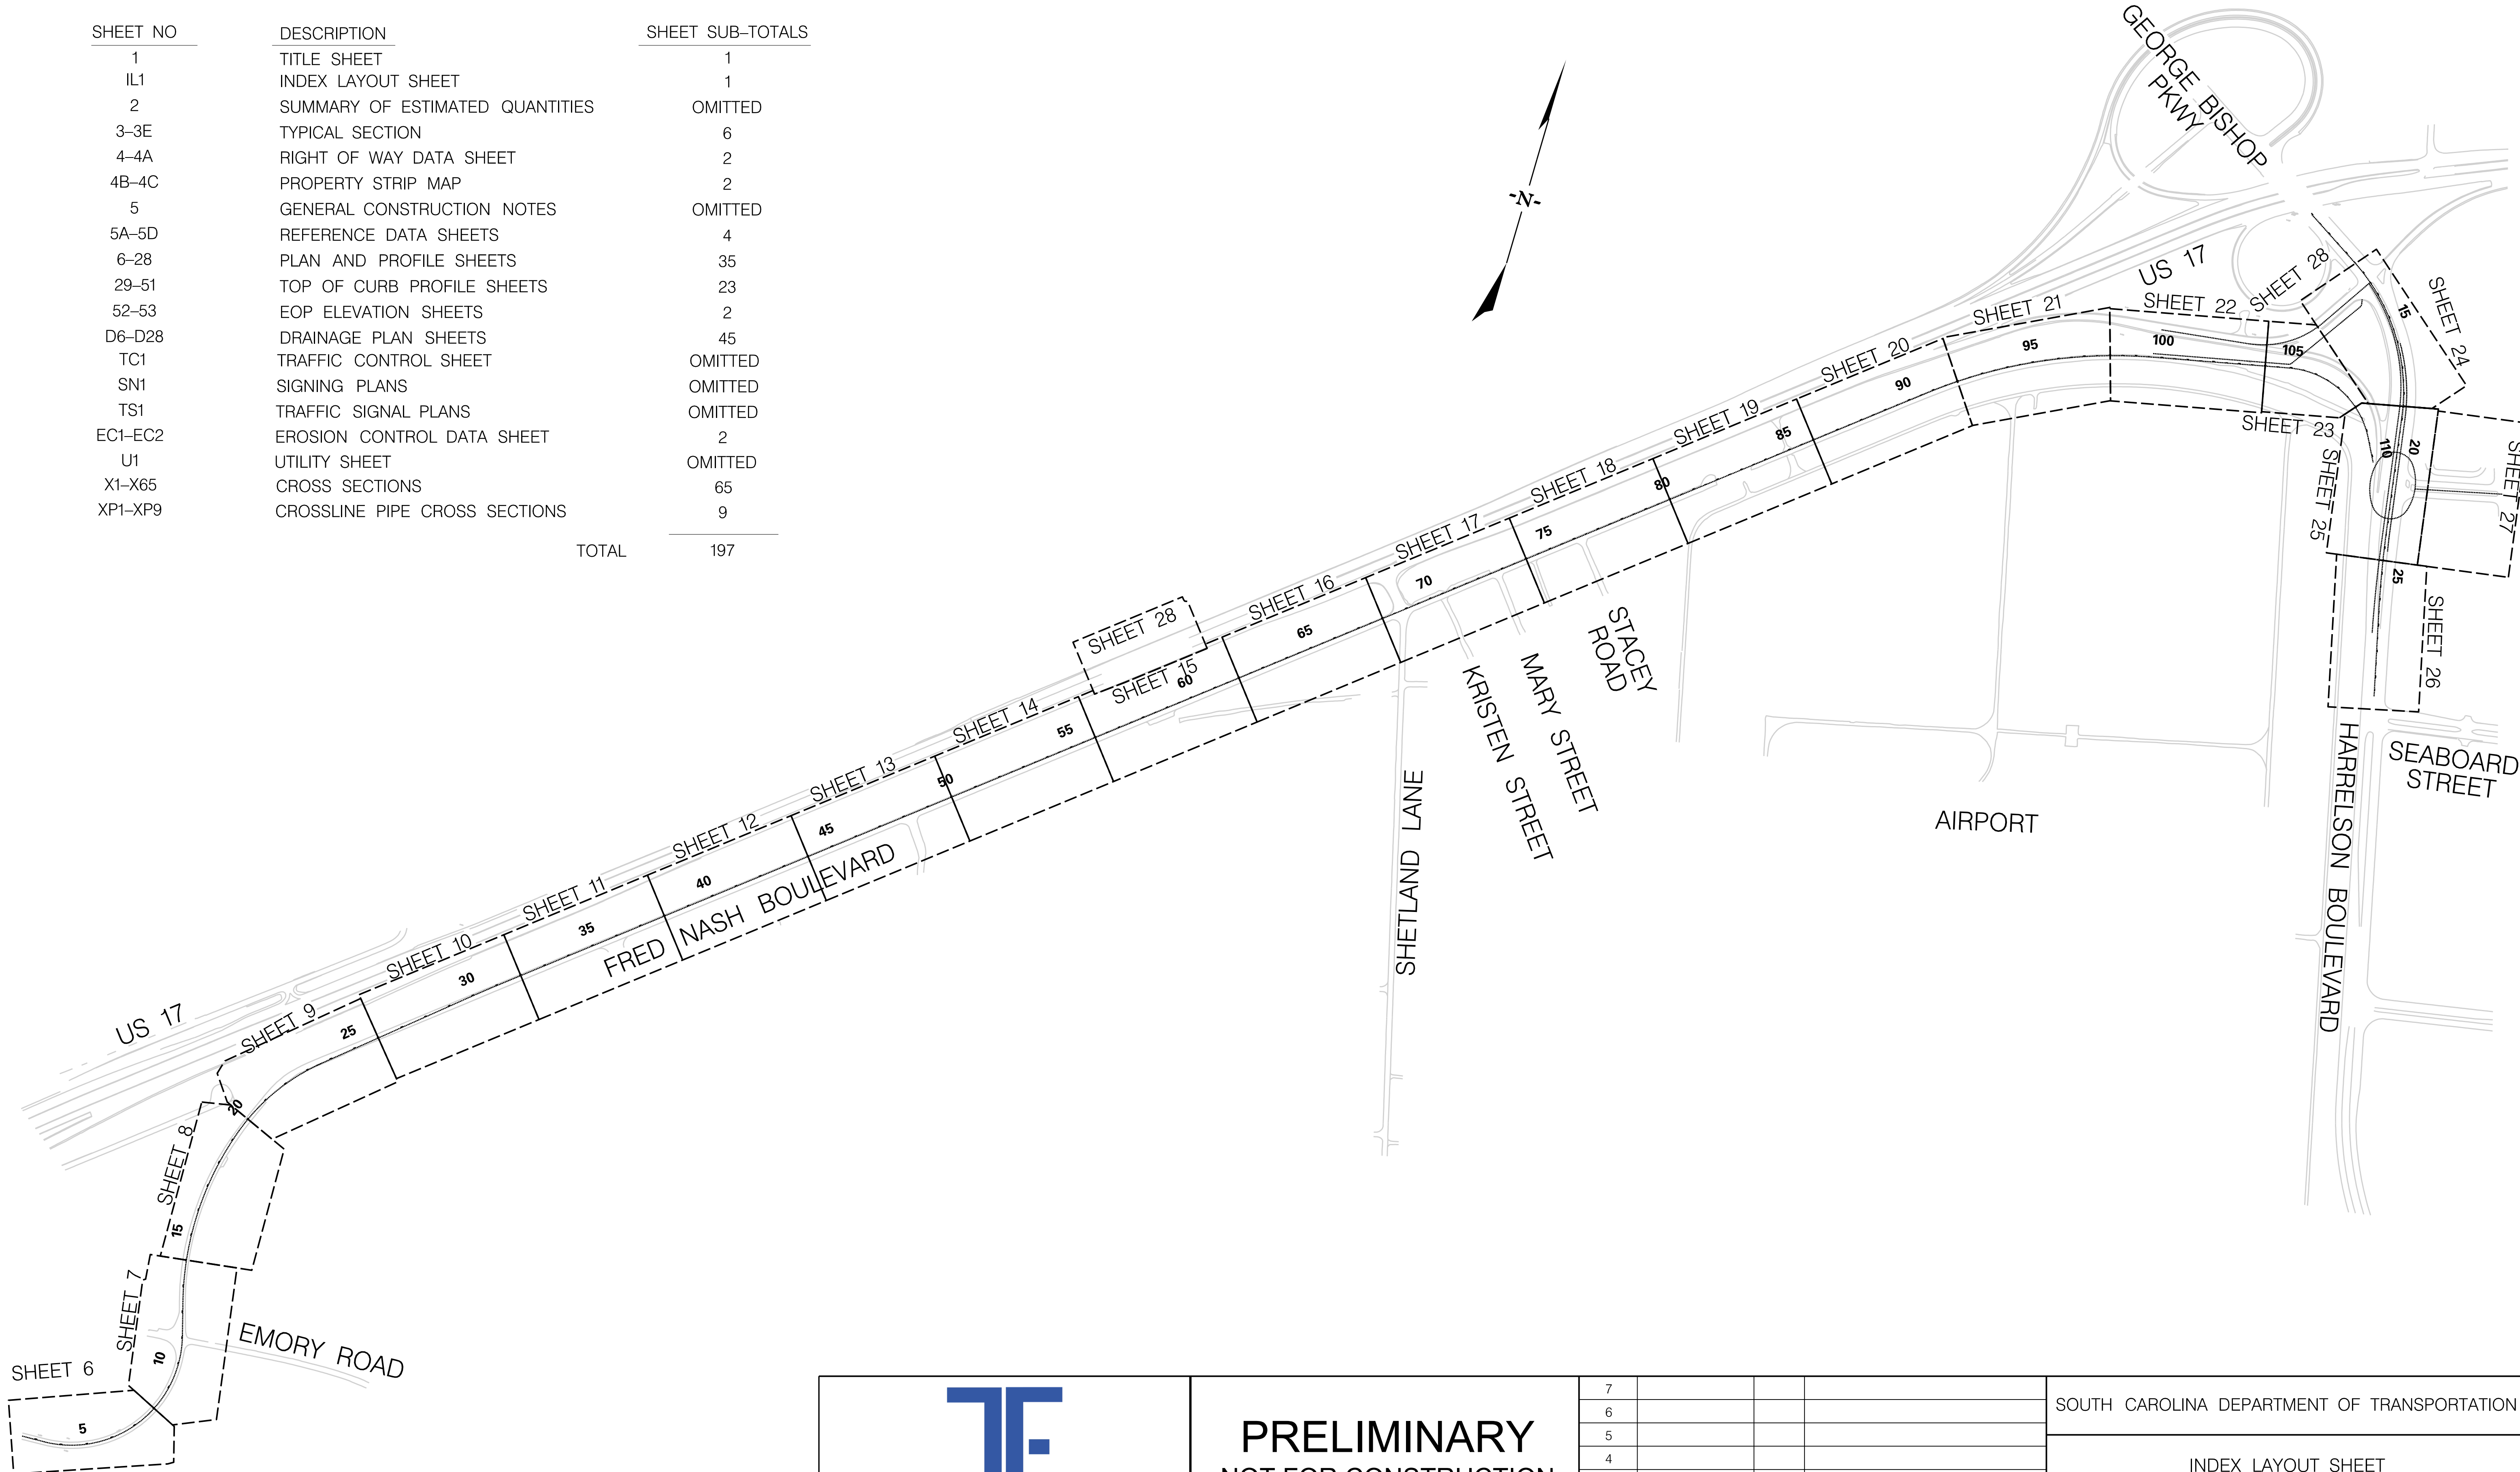 SHEET NO DESCRIPTION SHEET SUB–TOTALS
1 TITLE SHEET 1
IL1 INDEX LAYOUT SHEET 1
2 SUMMARY OF ESTIMATED QUANTITIES OMITTED
3–3E TYPICAL SECTION 6
4–4A RIGHT OF WAY DATA SHEET 2
4B–4C PROPERTY STRIP MAP 2
5 GENERAL CONSTRUCTION NOTES OMITTED
5A–5D REFERENCE DATA SHEETS 4
6–28 PLAN AND PROFILE SHEETS 35
29–51 TOP OF CURB PROFILE SHEETS 23
52–53 EOP ELEVATION SHEETS 2
D6–D28 DRAINAGE PLAN SHEETS 45
TC1 TRAFFIC CONTROL SHEET OMITTED
SN1 SIGNING PLANS OMITTED
TS1 TRAFFIC SIGNAL PLANS OMITTED
EC1–EC2 EROSION CONTROL DATA SHEET 2
U1 UTILITY SHEET OMITTED
X1–X65 CROSS SECTIONS 65
XP1–XP9 CROSSLINE PIPE CROSS SECTIONS 9
TOTAL 197
-N-
GEORGE BISHOP
PKWY
US 17
SHEET 28
SHEET 24
15
SHEET 22
SHEET 21
100
105
95
SHEET 20
90
SHEET 23
110
20
SHEET 25
SHEET 27
25
SHEET 26
SHEET 19
85
SHEET 18
80
SHEET 17
75
SHEET 16
70
SHEET 28
65
SHEET 15
60
STACEY
ROAD
MARY STREET
KRISTEN STREET
SHETLAND LANE
AIRPORT
HARRELSON BOULEVARD
SEABOARD
STREET
SHEET 14
55
SHEET 13
50
SHEET 12
45
SHEET 11
40
FRED NASH BOULEVARD
35
SHEET 10
30
US 17
SHEET 9
25
20
SHEET 8
15
SHEET 7
10
EMORY ROAD
SHEET 6
5
TF
PRELIMINARY
NOT FOR CONSTRUCTION
7
6
5
4
SOUTH CAROLINA DEPARTMENT OF TRANSPORTATION
INDEX LAYOUT SHEET